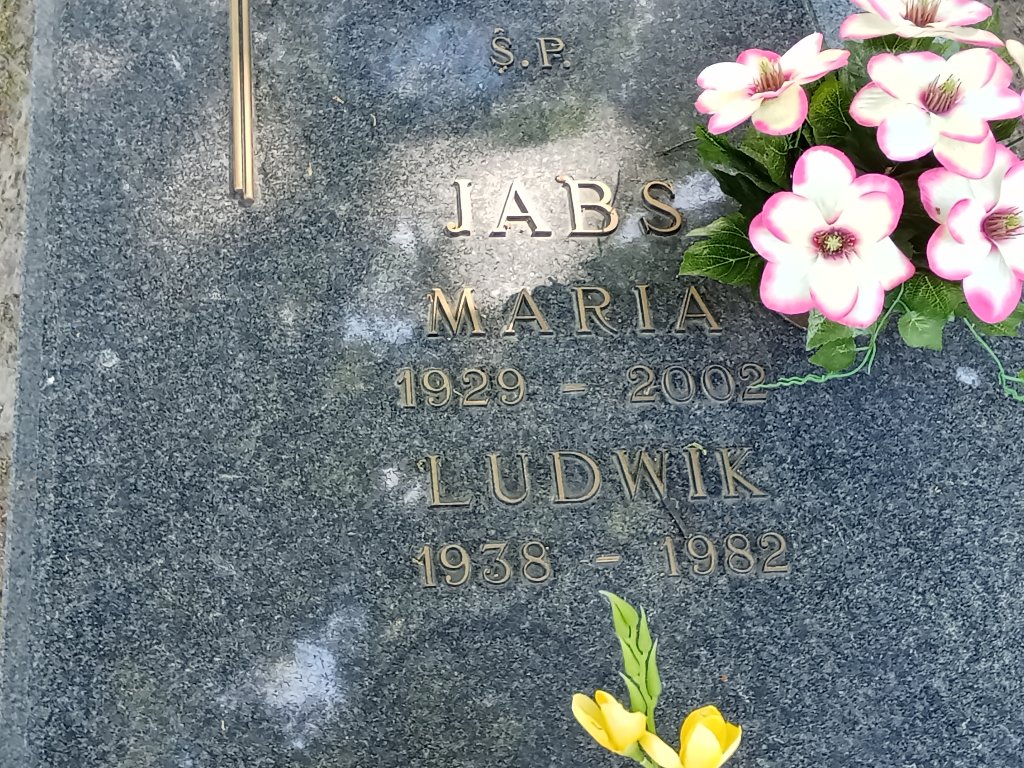 Ś.P.
JABS
MARIA
1929 - 2002
LUDWIK
1938 - 1982